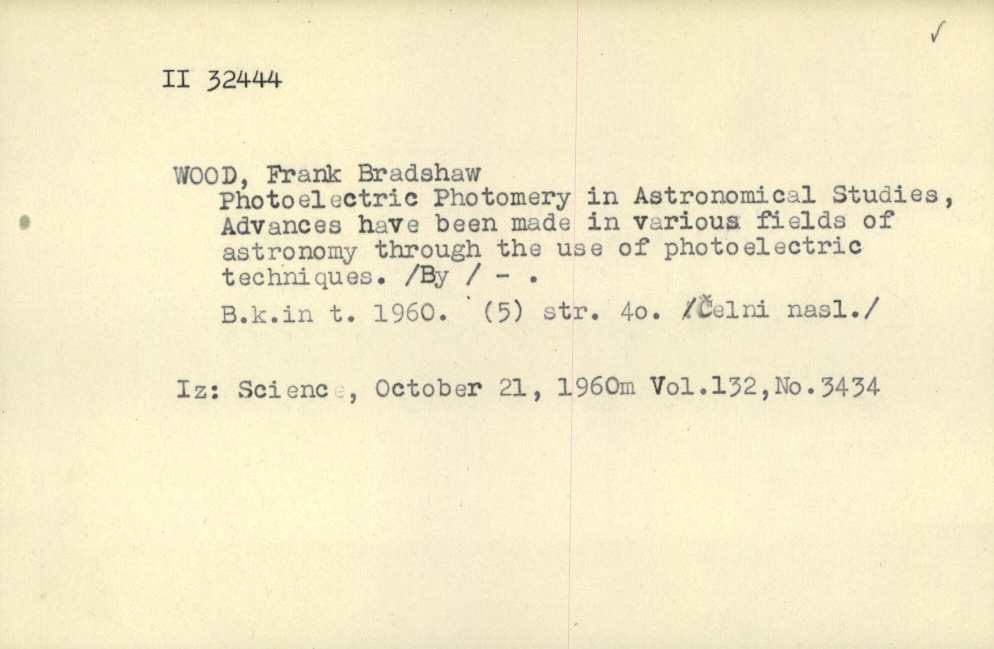 II 32444
WOOD, Frank Bradshaw
Photoelectric Photomery in Astronomical Studies,
Advances have been made in various fields of
astronomy through the use of photoelectric
techniques. /By / - .
B.k.in t. 1960. (5) str. 4o. /Čelni nasl./
Iz: Science, October 21, 1960m Vol.132,No.3434